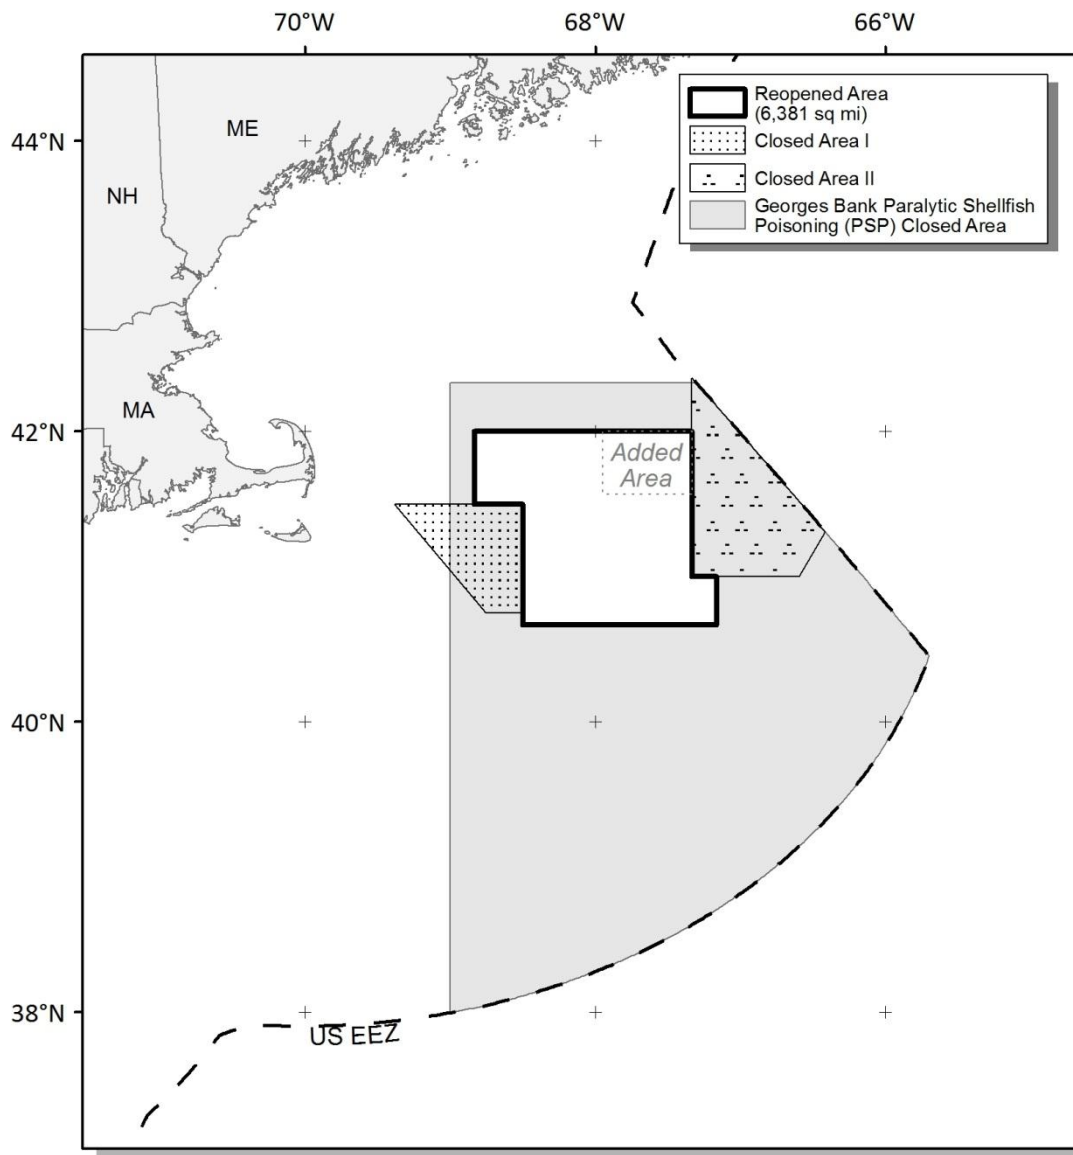 70°W
68°W
66°W
Reopened Area
(6,381 sq mi)
Closed Area I
Closed Area II
Georges Bank Paralytic Shellfish
Poisoning (PSP) Closed Area
ME
44°N
NH
MA
42°N
Added
Area
40°N
38°N
US EEZ